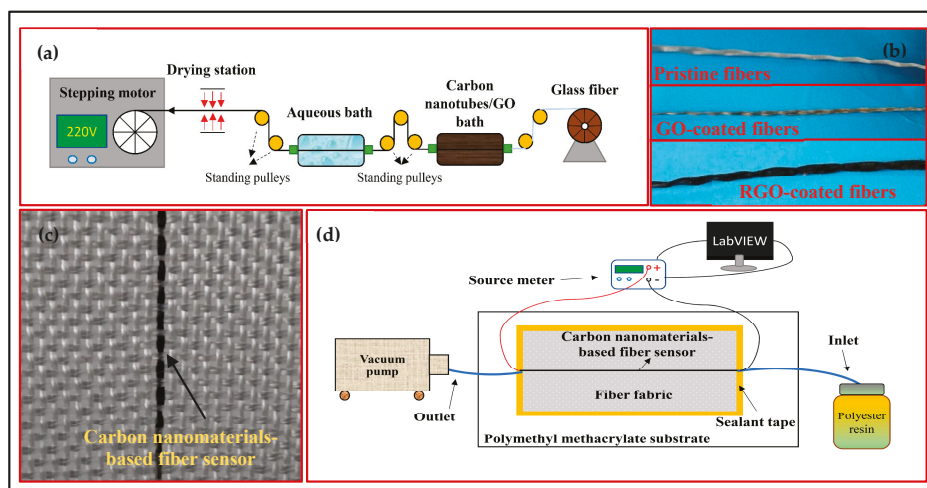 (a)
Drying station
Stepping motor
220V
Aqueous bath
Carbon
nanotubes/GO
bath
Glass fiber
Standing pulleys
Standing pulleys
(b)
Pristine fibers
GO-coated fibers
RGO-coated fibers
(c)
Carbon nanomaterials-
based fiber sensor
(d)
LabVIEW
Source meter
+
-
Vacuum
pump
Outlet
Carbon nanomaterials-
based fiber sensor
Fiber fabric
Sealant tape
Polymethyl methacrylate substrate
Inlet
Polyester
resin